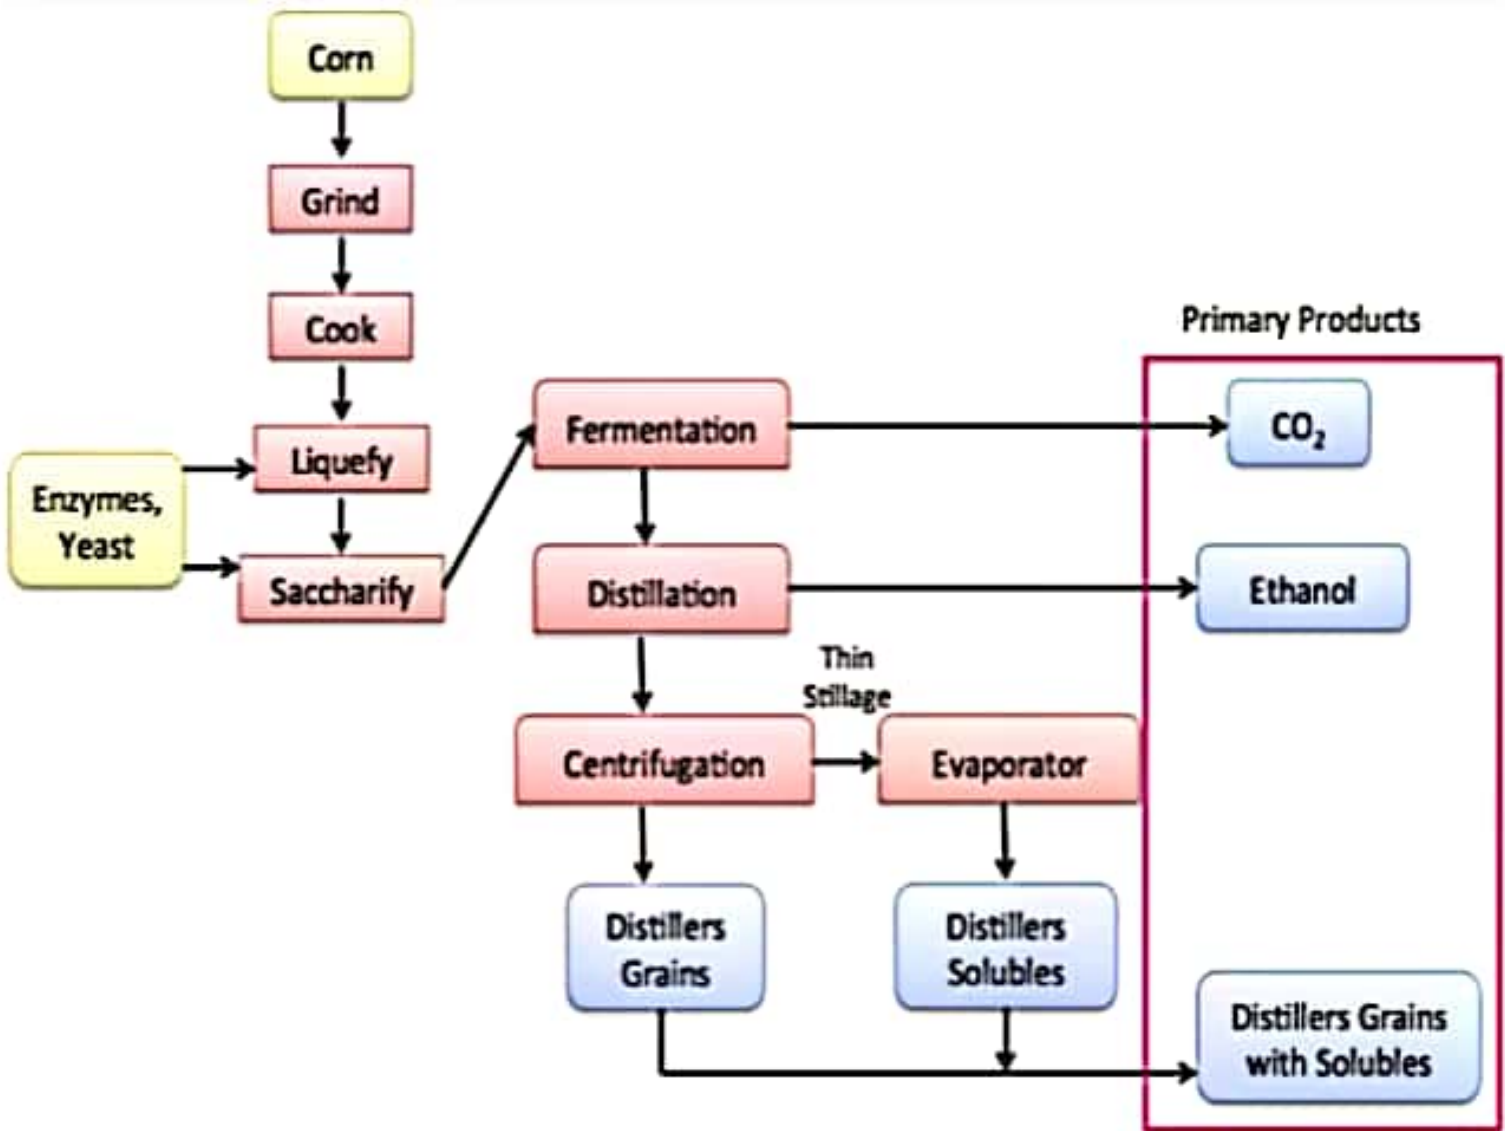 Corn
Grind
Cook
Liquefy
Enzymes,
Yeast
Saccharify
Fermentation
Distillation
Thin
Stillage
Centrifugation
Evaporator
Distillers
Grains
Distillers
Solubles
Primary Products
CO₂
Ethanol
Distillers Grains
with Solubles